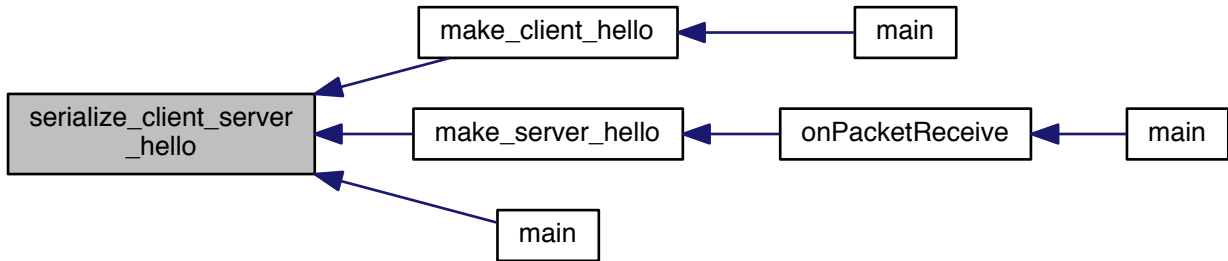 make_client_hello
main
serialize_client_server
_hello
make_server_hello
onPacketReceive
main
main